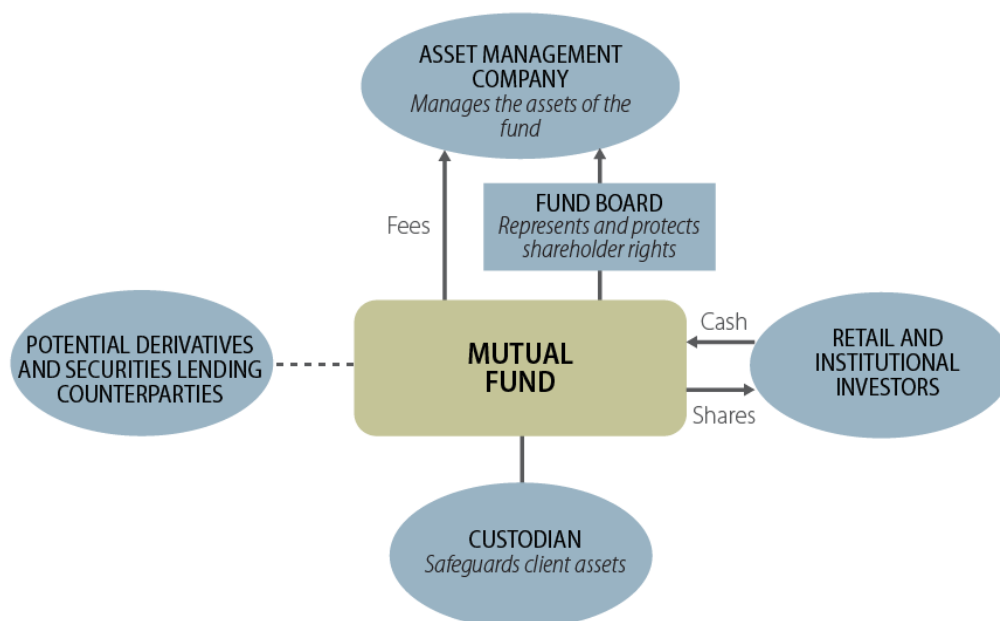 ASSET MANAGEMENT
COMPANY
Manages the assets of the
fund
Fees
FUND BOARD
Represents and protects
shareholder rights
POTENTIAL DERIVATIVES
AND SECURITIES LENDING
COUNTERPARTIES
MUTUAL
FUND
Cash
Shares
RETAIL AND
INSTITUTIONAL
INVESTORS
CUSTODIAN
Safeguards client assets